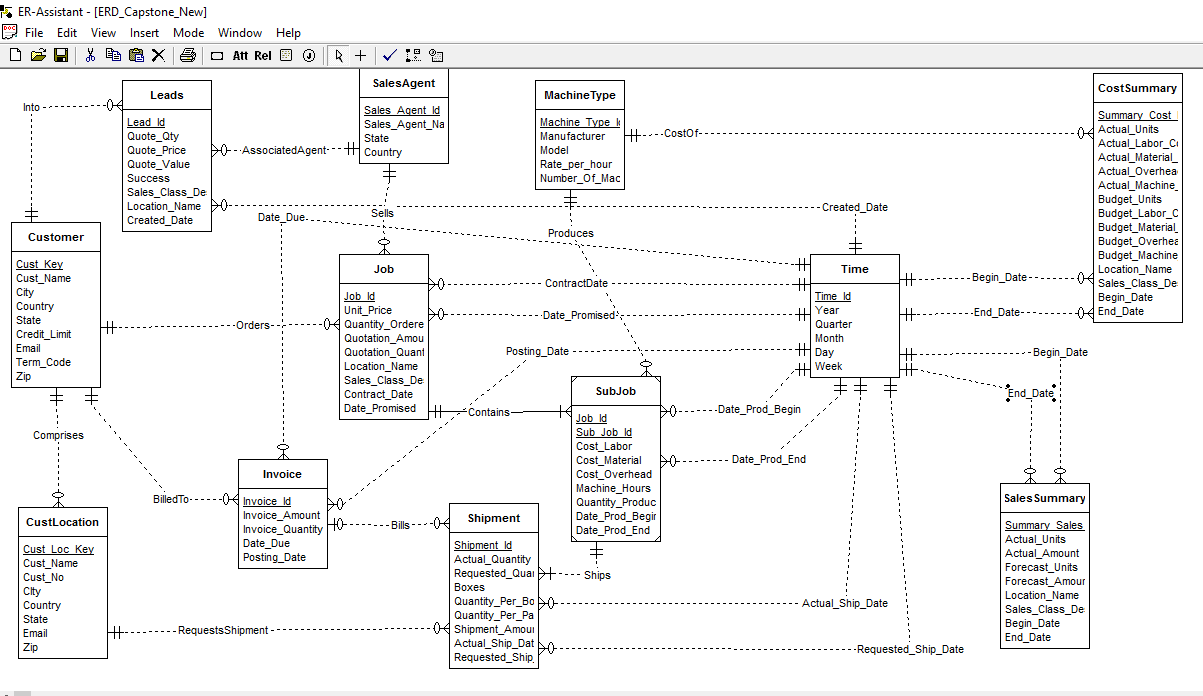 ER-Assistant - [ERD_Capstone_New]
File Edit View Insert Mode Window Help
Att Rel J
Leads
Lead_Id
Quote_Qty
Quote_Price
Quote_Value
Success
Sales_Class_De
Location_Name
Created_Date
SalesAgent
Sales_Agent_Id
Sales_Agent_Na
State
Country
MachineType
Machine_Type_I
Manufacturer
Model
Rate_per_hour
Number_Of_Mac
CostSummary
Summary_Cost_
Actual_Units
Actual_Labor_C
Actual_Material_
Actual_Overhea
Actual_Machine_
Budget_Units
Budget_Labor_C
Budget_Material_
Budget_Overhea
Budget_Machine
Location_Name
Sales_Class_De
Begin_Date
End_Date
Into
AssociatedAgent
CostOf
Sells
Date_Due
Created_Date
Produces
Customer
Cust_Key
Cust_Name
City
Country
State
Credit_Limit
Email
Term_Code
Zip
Job
Job_Id
Unit_Price
Quantity_Ordere
Quotation_Amou
Quotation_Quant
Location_Name
Sales_Class_De
Contract_Date
Date_Promised
Time
Time_Id
Year
Quarter
Month
Day
Week
Orders
ContractDate
Date_Promised
Posting_Date
Begin_Date
End_Date
Begin_Date
End_Date
SubJob
Job_Id
Sub_Job_Id
Cost_Labor
Cost_Material
Cost_Overhead
Machine_Hours
Quantity_Produc
Date_Prod_Begin
Date_Prod_End
Contains
Date_Prod_Begin
Date_Prod_End
Comprises
BilledTo
Invoice
Invoice_Id
Invoice_Amount
Invoice_Quantity
Date_Due
Posting_Date
Bills
Shipment
Shipment_Id
Actual_Quantity
Requested_Quan
Boxes
Quantity_Per_Bo
Quantity_Per_Pa
Shipment_Amou
Actual_Ship_Dat
Requested_Ship_
Ships
CustLocation
Cust_Loc_Key
Cust_Name
Cust_No
CIty
Country
State
Email
Zip
RequestsShipment
Actual_Ship_Date
Requested_Ship_Date
SalesSummary
Summary_Sales_
Actual_Units
Actual_Amount
Forecast_Units
Forecast_Amour
Location_Name
Sales_Class_De
Begin_Date
End_Date